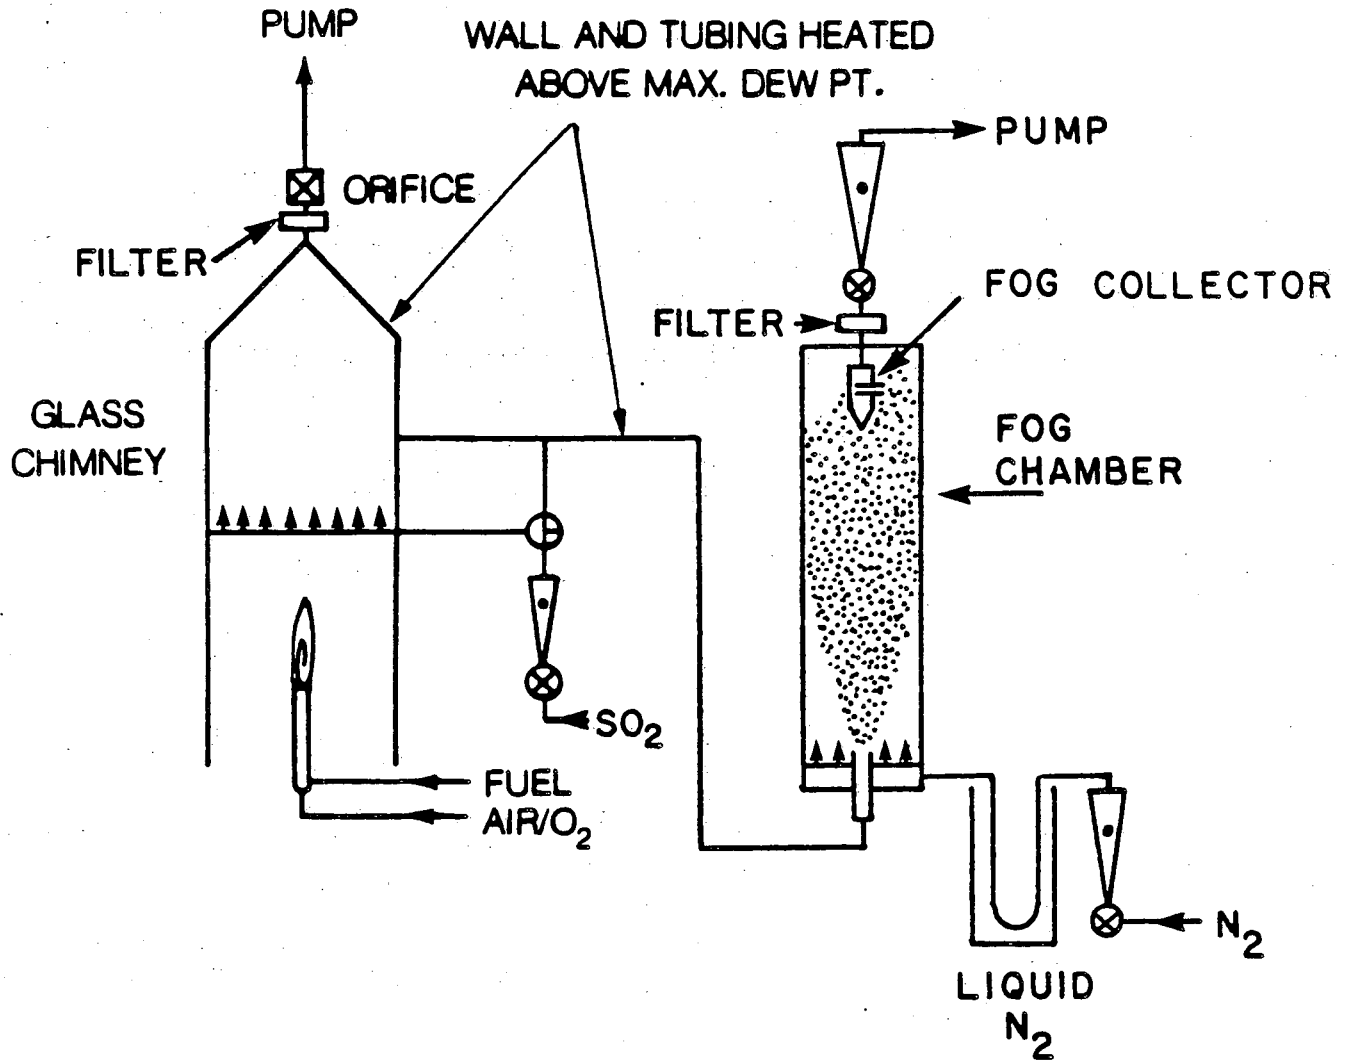 PUMP
WALL AND TUBING HEATED
ABOVE MAX. DEW PT.
PUMP
ORIFICE
FILTER
FOG COLLECTOR
FILTER
GLASS
CHIMNEY
FOG
CHAMBER
SO2
FUEL
AIR/O2
N2
LIQUID
N2